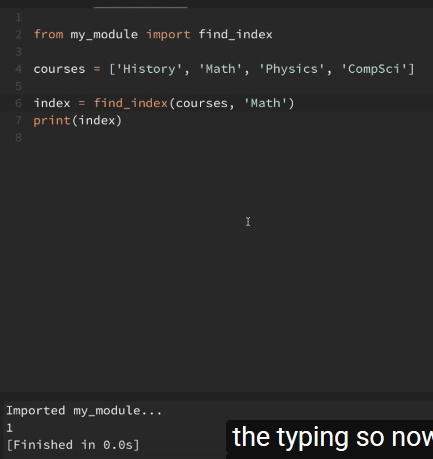 1
2 from my_module import find_index
3
4 courses = ['History', 'Math', 'Physics', 'CompSci']
5
6 index = find_index(courses, 'Math')
7 print(index)
8
Imported my_module...
1
[Finished in 0.0s]
the typing so now